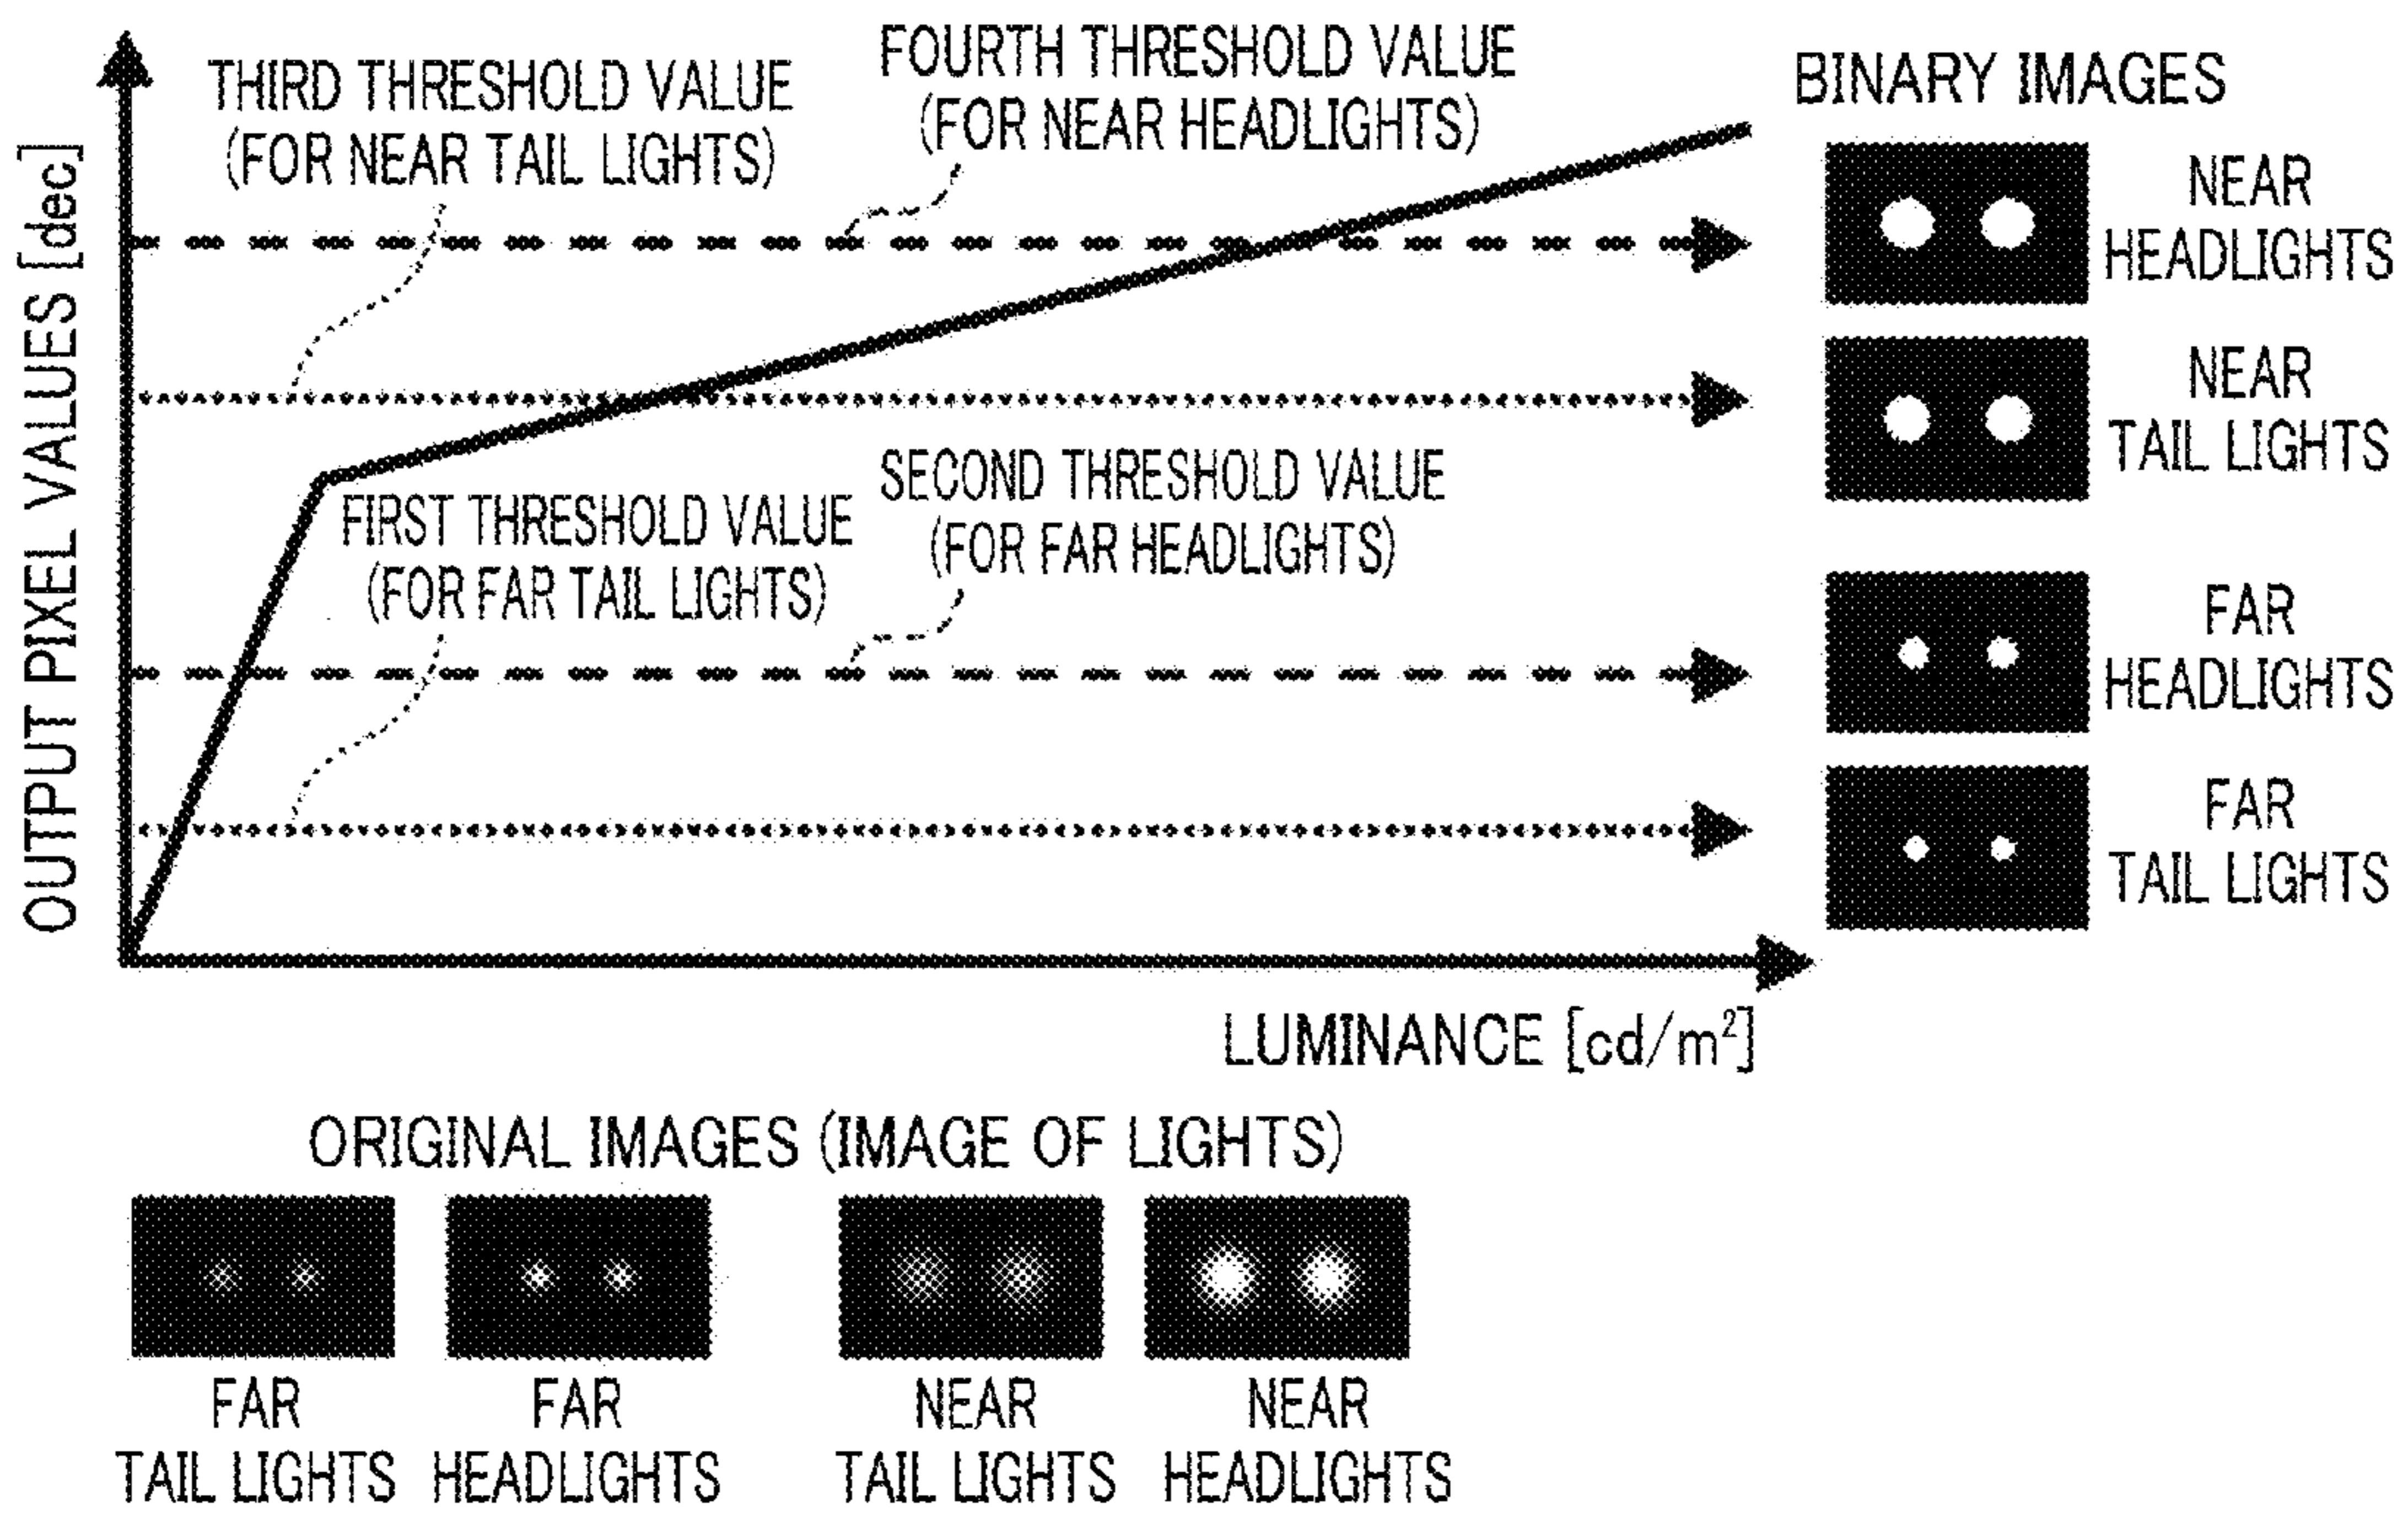 THIRD THRESHOLD VALUE
(FOR NEAR TAIL LIGHTS)
FOURTH THRESHOLD VALUE
(FOR NEAR HEADLIGHTS)
BINARY IMAGES
NEAR
HEADLIGHTS
NEAR
TAIL LIGHTS
OUTPUT PIXEL VALUES [dec]
FIRST THRESHOLD VALUE
(FOR FAR TAIL LIGHTS)
SECOND THRESHOLD VALUE
(FOR FAR HEADLIGHTS)
FAR
HEADLIGHTS
FAR
TAIL LIGHTS
LUMINANCE [cd/m²]
ORIGINAL IMAGES (IMAGE OF LIGHTS)
FAR
TAIL LIGHTS
FAR
HEADLIGHTS
NEAR
TAIL LIGHTS
NEAR
HEADLIGHTS